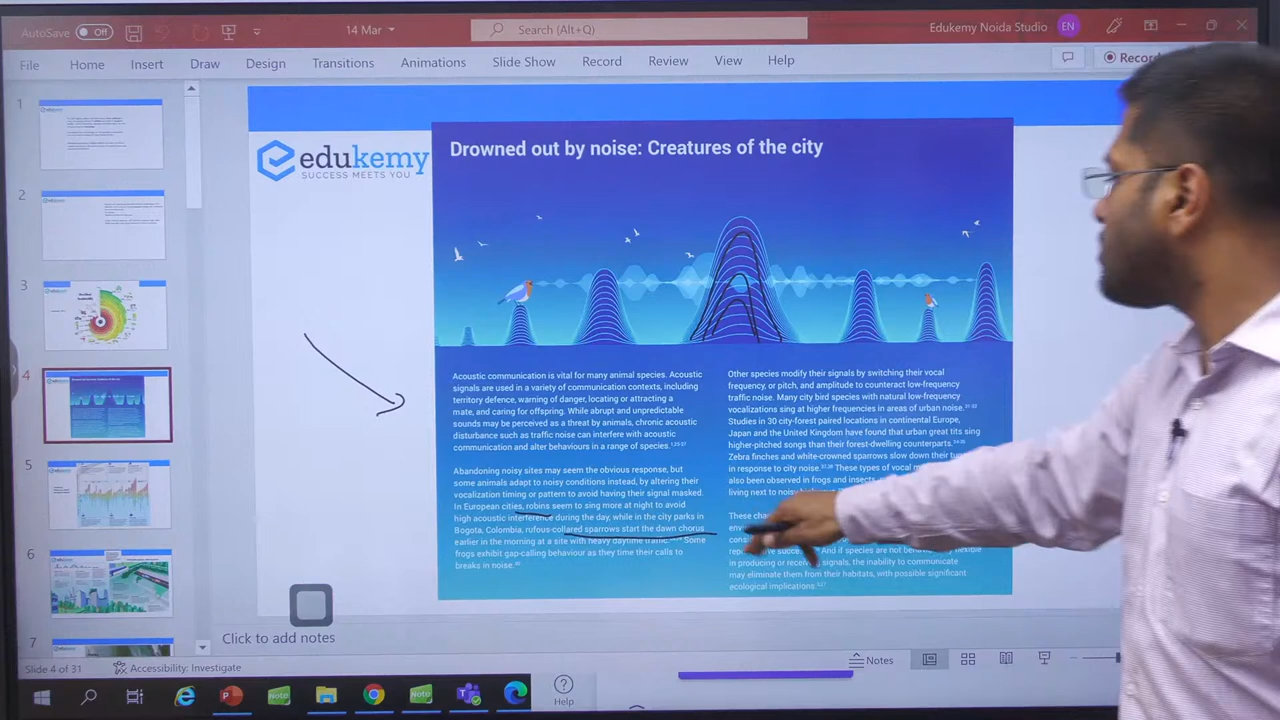 AutoSave
Off
14 Mar
Search (Alt+Q)
Edukemy Noida Studio
EN
File
Home
Insert
Draw
Design
Transitions
Animations
Slide Show
Record
Review
View
Help
Record
1
2
3
4
5
6
7
edukemy
SUCCESS MEETS YOU
Drowned out by noise: Creatures of the city
Acoustic communication is vital for many animal species. Acoustic
signals are used in a variety of communication contexts, including
territory defence, warning of danger, locating or attracting a
mate, and caring for offspring. While abrupt and unpredictable
sounds may be perceived as a threat by animals, chronic acoustic
disturbance such as traffic noise can interfere with acoustic
communication and alter behaviours in a range of species.
Abandoning noisy sites may seem the obvious response, but
some animals adapt to noisy conditions instead, by altering their
vocalization timing or pattern to avoid having their signal masked.
In European cities, robins seem to sing more at night to avoid
high acoustic interference during the day, while in the city parks in
Bogota, Colombia, rufous-collared sparrows start the dawn chorus
earlier in the morning at a site with heavy daytime traffic. Some
frogs exhibit gap-calling behaviour as they time their calls to
breaks in noise.
Other species modify their signals by switching their vocal
frequency, or pitch, and amplitude to counteract low-frequency
traffic noise. Many city bird species with natural low-frequency
vocalizations sing at higher frequencies in areas of urban noise.
Studies in 30 city-forest paired locations in continental Europe,
Japan and the United Kingdom have found that urban great tits sing
higher-pitched songs than their forest-dwelling counterparts.
Zebra finches and white-crowned sparrows slow down their
in response to city noise. These types of vocal
also been observed in frogs and insects
living next to noisy
These
And if species are not
in producing or the inability to communicate
may eliminate them from their habitats, with possible significant
ecological implications.
Click to add notes
Slide 4 of 31
Accessibility: Investigate
Notes
Note
Note
Help